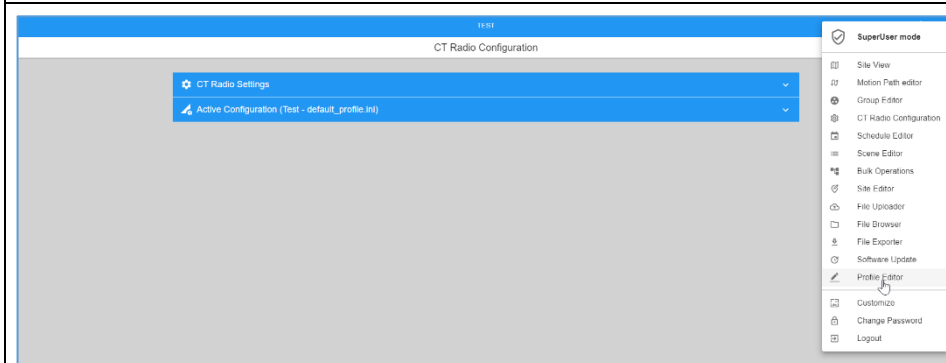 TEST
CT Radio Configuration
CT Radio Settings
Active Configuration (Test - default_profile.ini)
SuperUser mode
Site View
Motion Path editor
Group Editor
CT Radio Configuration
Schedule Editor
Scene Editor
Bulk Operations
Site Editor
File Uploader
File Browser
File Exporter
Software Update
Profile Editor
Customize
Change Password
Logout